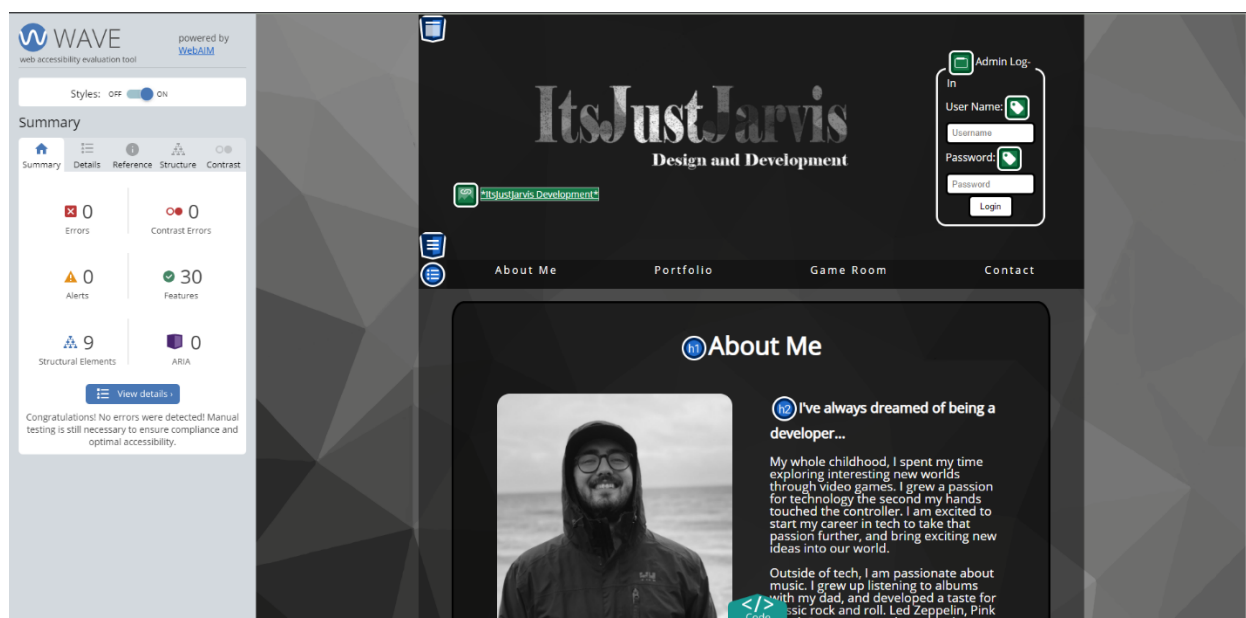 WAVE
web accessibility evaluation tool
powered by
WebAIM
Styles: OFF ON
Summary
Summary Details Reference Structure Contrast
0
Errors
0
Contrast Errors
0
Alerts
30
Features
9
Structural Elements
0
ARIA
View details ›
Congratulations! No errors were detected! Manual
testing is still necessary to ensure compliance and
optimal accessibility.
ItsJustJarvis
Design and Development
*ItsJustJarvis Development*
Admin Log-
In
User Name:
Username
Password:
Password
Login
About Me Portfolio Game Room Contact
h1 About Me
h2 I've always dreamed of being a
developer...
My whole childhood, I spent my time
exploring interesting new worlds
through video games. I grew a passion
for technology the second my hands
touched the controller. I am excited to
start my career in tech to take that
passion further, and bring exciting new
ideas into our world.
Outside of tech, I am passionate about
music. I grew up listening to albums
with my dad, and developed a taste for
rock and roll. Led Zeppelin, Pink
</> Code